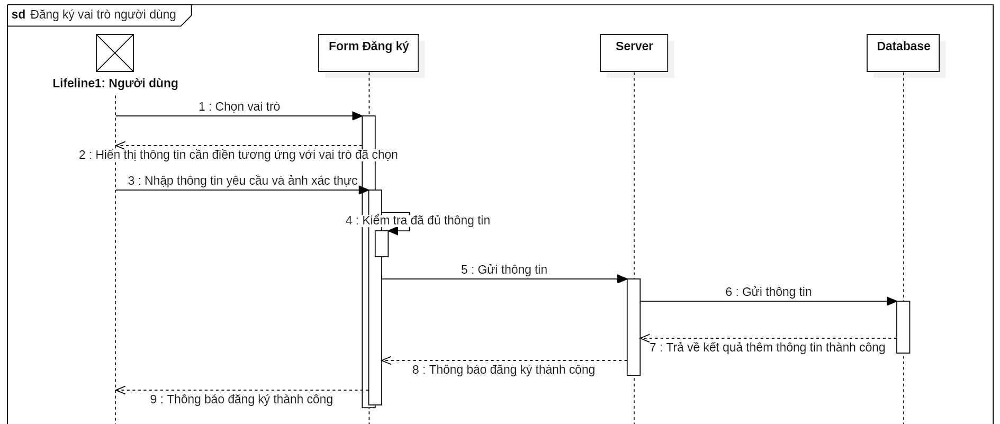 sd Đăng ký vai trò người dùng
Form Đăng ký
Server
Database
Lifeline1: Người dùng
1 : Chọn vai trò
2 : Hiển thị thông tin cần điền tương ứng với vai trò đã chọn
3 : Nhập thông tin yêu cầu và ảnh xác thực
4 : Kiểm tra đã đủ thông tin
5 : Gửi thông tin
6 : Gửi thông tin
7 : Trả về kết quả thêm thông tin thành công
8 : Thông báo đăng ký thành công
9 : Thông báo đăng ký thành công